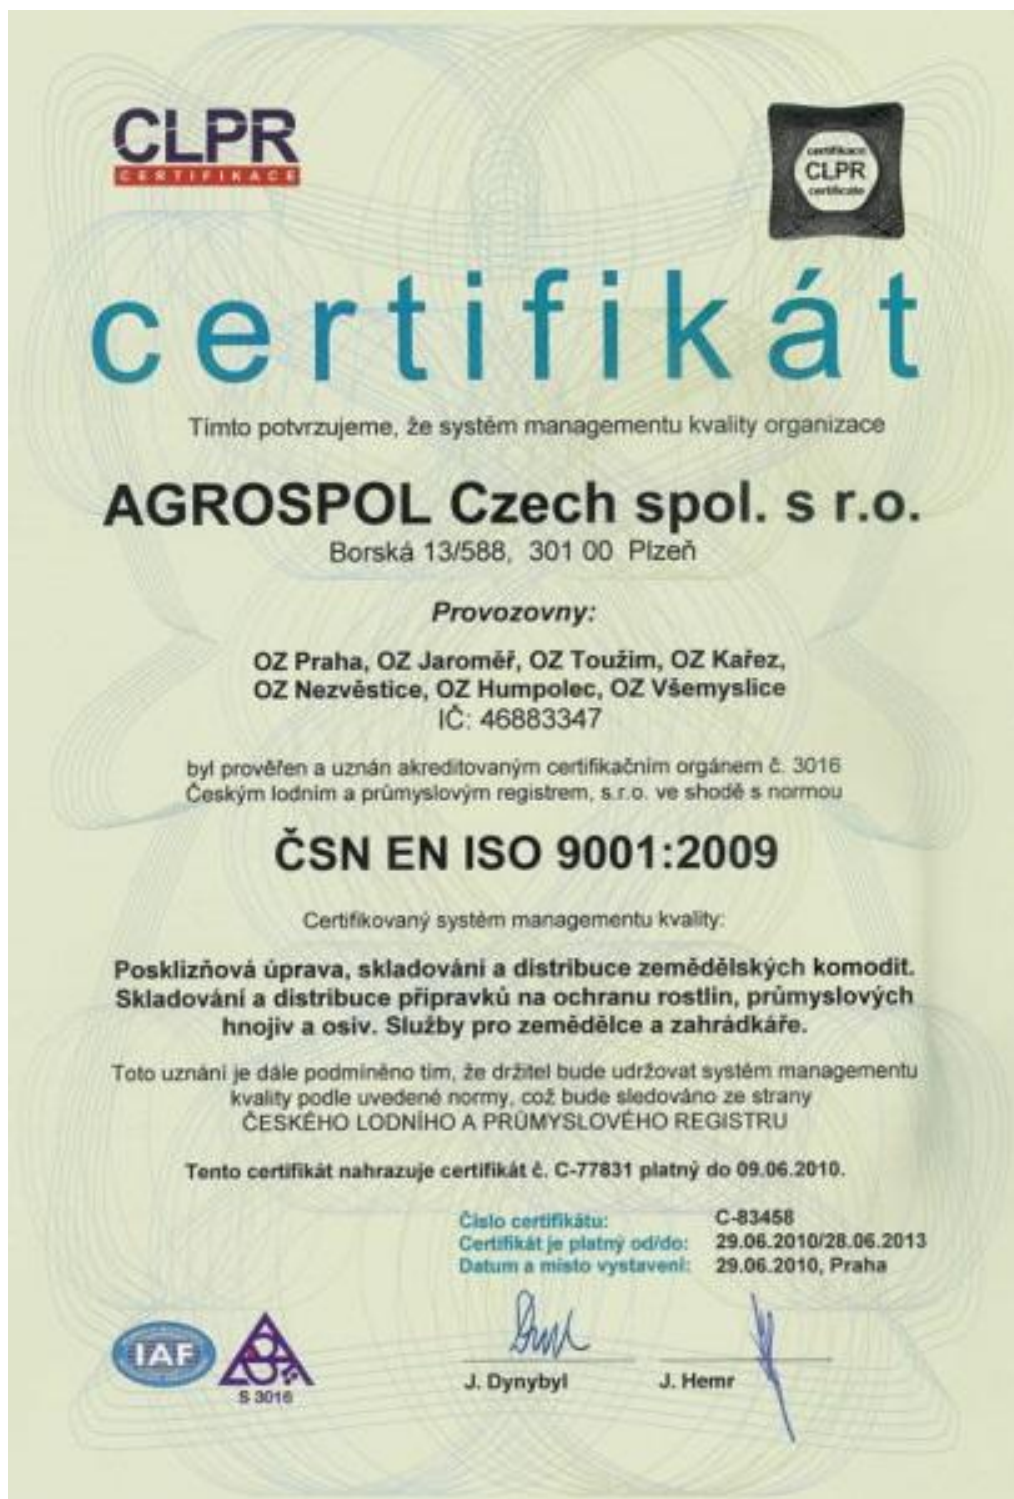 CLPR
CERTIFIKACE
certifikace
CLPR
certificate
certifikát
Tímto potvrzujeme, že systém managementu kvality organizace
AGROSPOL Czech spol. s r.o.
Borská 13/588, 301 00 Plzeň
Provozovny:
OZ Praha, OZ Jaroměř, OZ Toužim, OZ Kařez,
OZ Nezvěstice, OZ Humpolec, OZ Všemyslice
IČ: 46883347
byl prověřen a uznán akreditovaným certifikačním orgánem č. 3016
Českým lodním a průmyslovým registrem, s.r.o. ve shodě s normou
ČSN EN ISO 9001:2009
Certifikovaný systém managementu kvality:
Posklizňová úprava, skladování a distribuce zemědělských komodit.
Skladování a distribuce přípravků na ochranu rostlin, průmyslových
hnojiv a osiv. Služby pro zemědělce a zahrádkáře.
Toto uznání je dále podmíněno tím, že držitel bude udržovat systém managementu
kvality podle uvedené normy, což bude sledováno ze strany
ČESKÉHO LODNÍHO A PRŮMYSLOVÉHO REGISTRU
Tento certifikát nahrazuje certifikát č. C-77831 platný do 09.06.2010.
Číslo certifikátu: C-83458
Certifikát je platný od/do: 29.06.2010/28.06.2013
Datum a místo vystavení: 29.06.2010, Praha
IAF
S 3016
J. Dynybyl J. Hemr